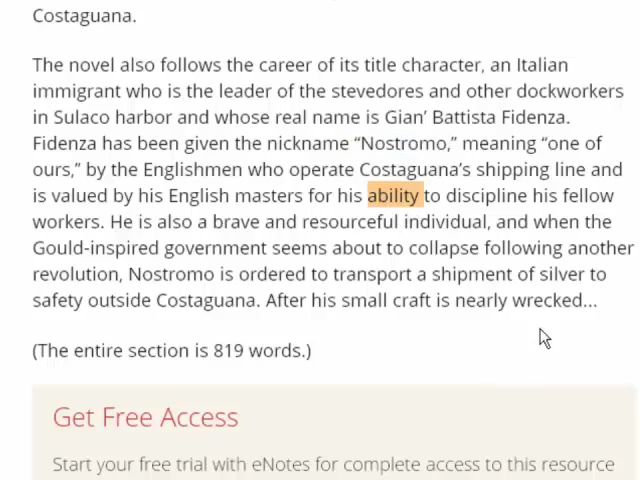 Costaguana.
The novel also follows the career of its title character, an Italian
immigrant who is the leader of the stevedores and other dockworkers
in Sulaco harbor and whose real name is Gian’ Battista Fidenza.
Fidenza has been given the nickname “Nostromo,” meaning “one of
ours,” by the Englishmen who operate Costaguana’s shipping line and
is valued by his English masters for his ability to discipline his fellow
workers. He is also a brave and resourceful individual, and when the
Gould-inspired government seems about to collapse following another
revolution, Nostromo is ordered to transport a shipment of silver to
safety outside Costaguana. After his small craft is nearly wrecked...
(The entire section is 819 words.)
Get Free Access
Start your free trial with eNotes for complete access to this resource